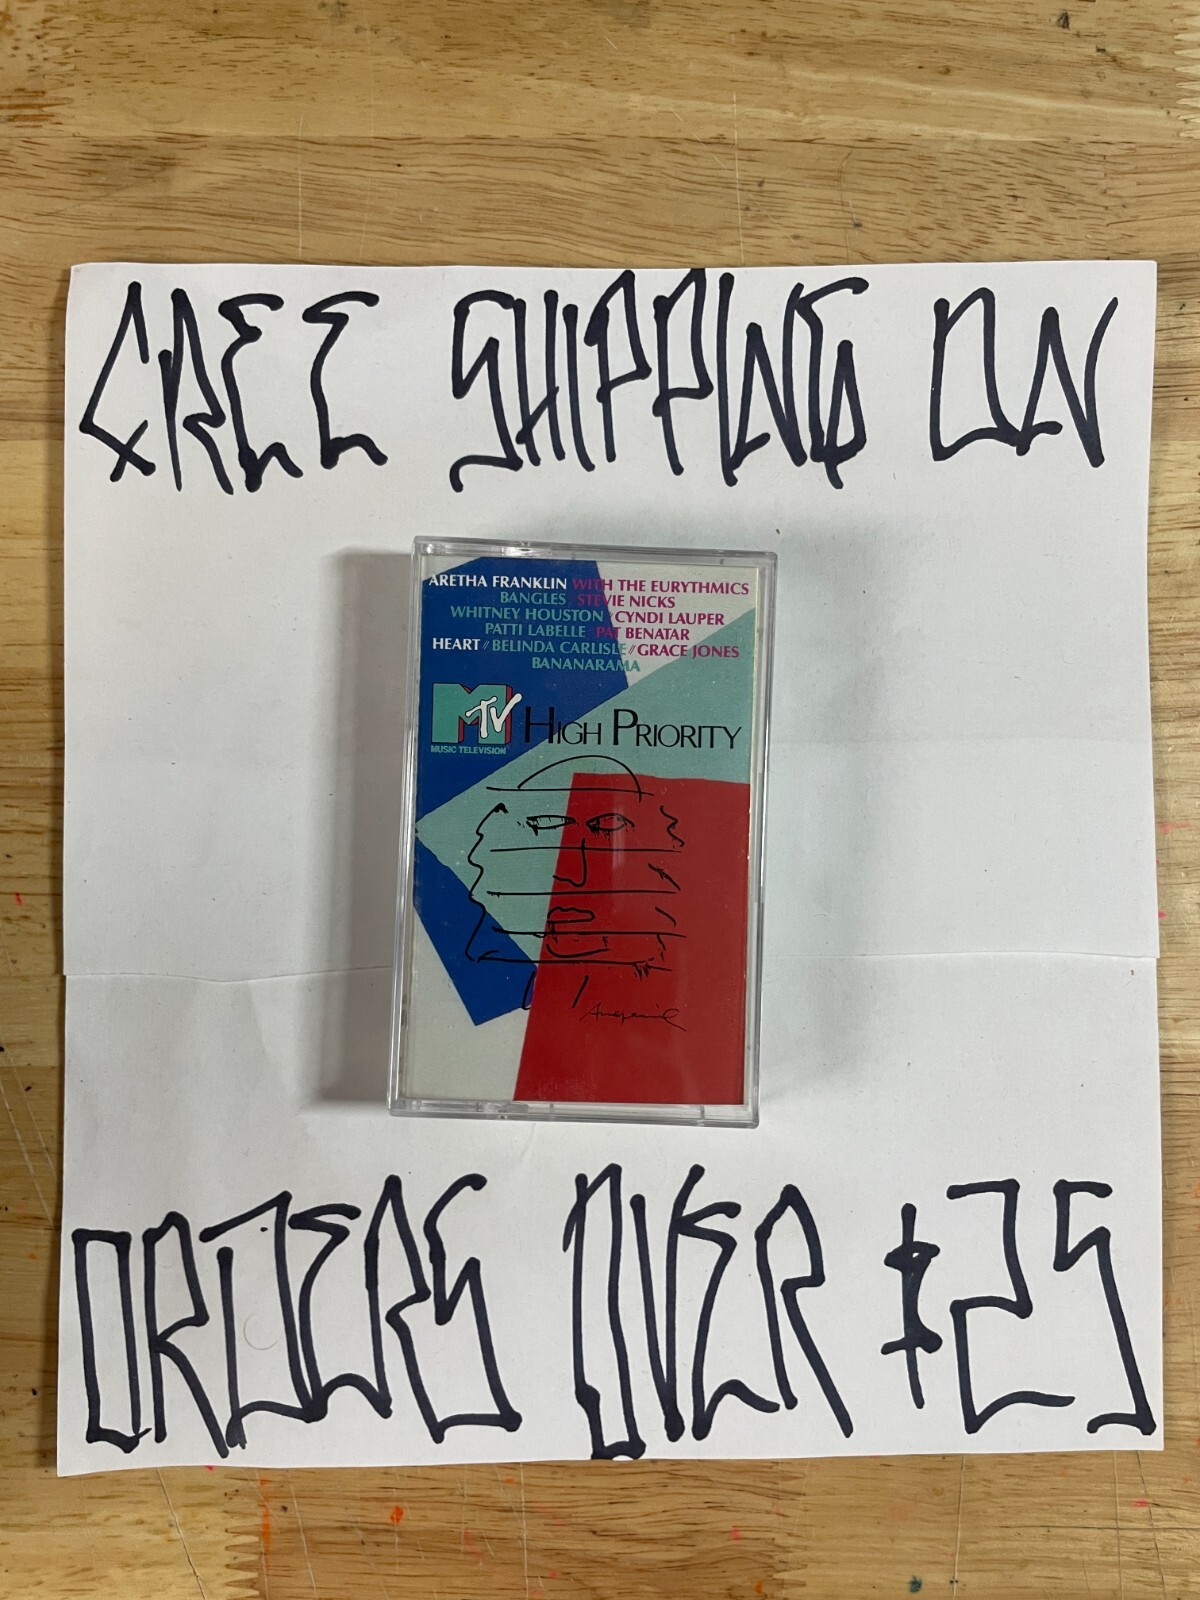 FREE SHIPPING ON
ARETHA FRANKLIN WITH THE EURYTHMICS
BANGLES STEVIE NICKS
WHITNEY HOUSTON / CYNDI LAUPER
PATTI LABELLE PAT BENATAR
HEART // BELINDA CARLISLE // GRACE JONES
BANANARAMA
MTV HIGH PRIORITY
MUSIC TELEVISION
ORDERS OVER $25